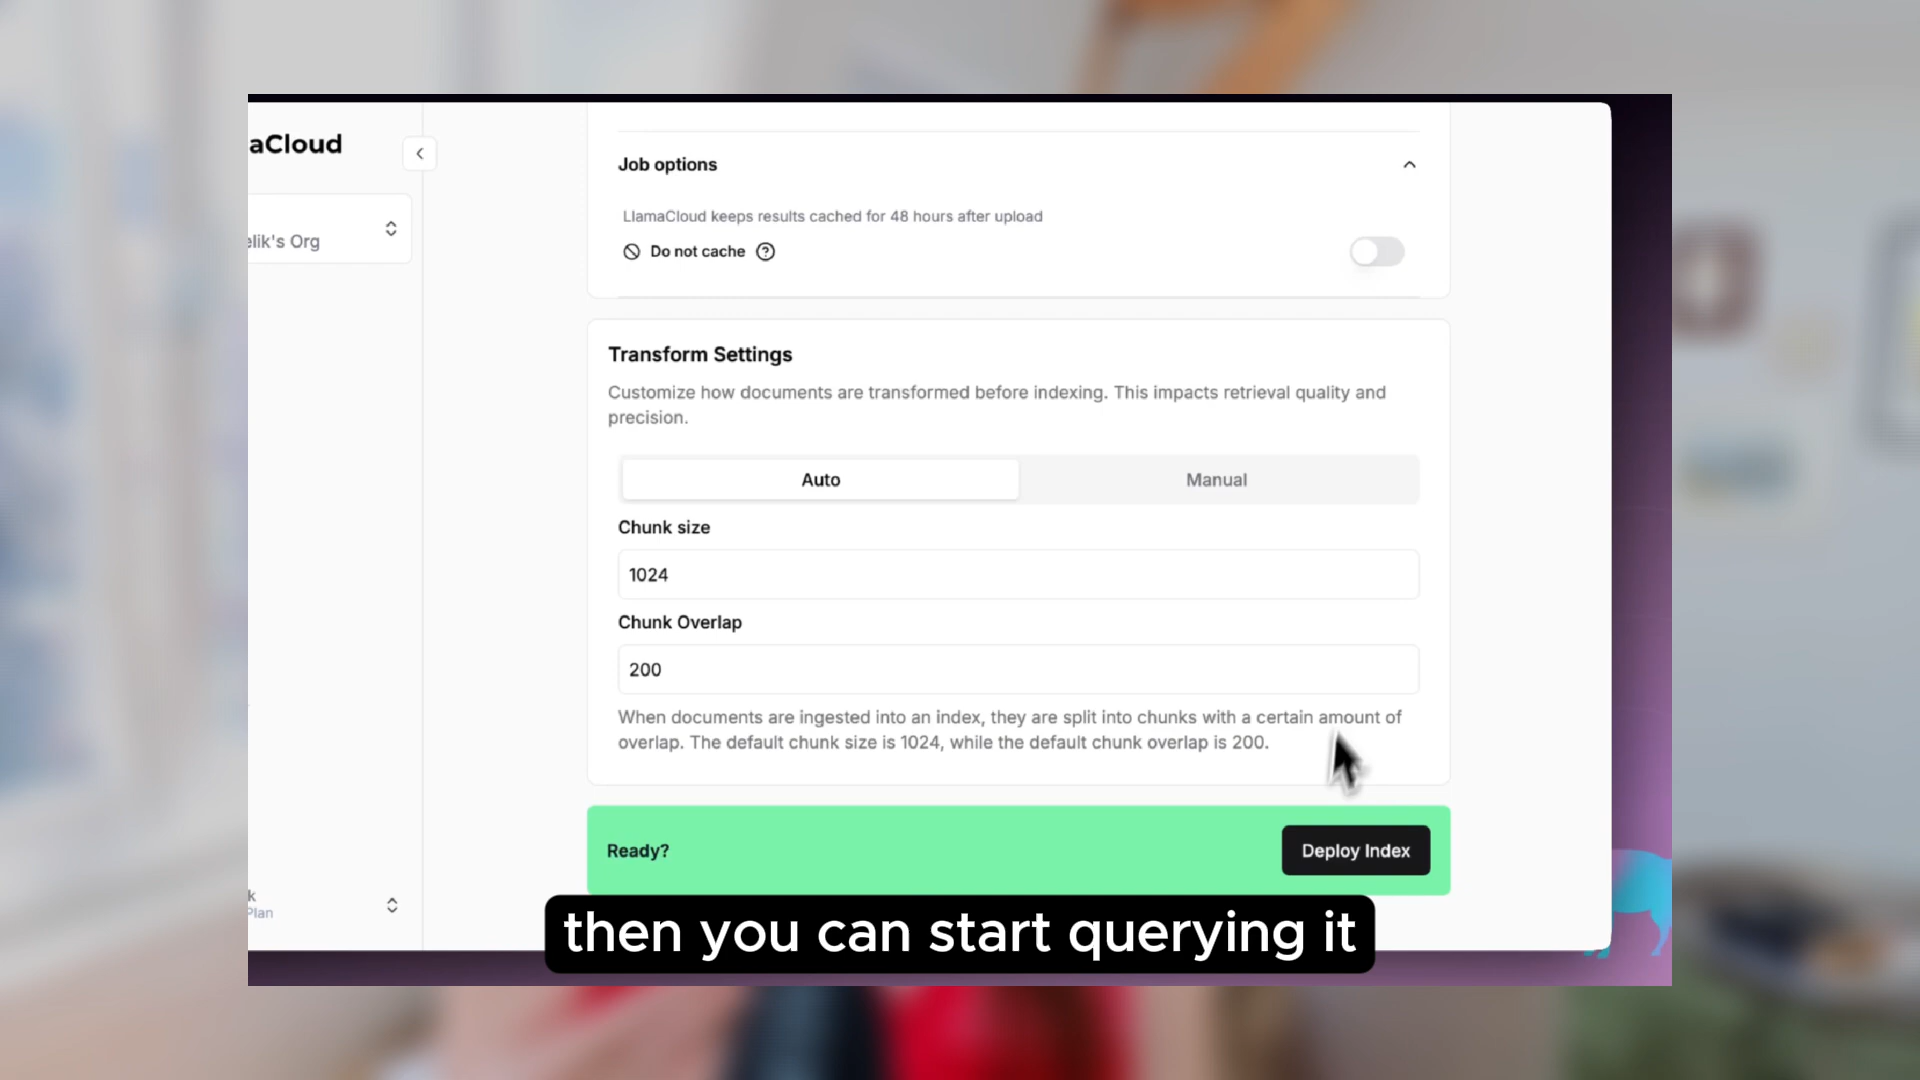 aCloud
elik's Org
Job options
LlamaCloud keeps results cached for 48 hours after upload
Do not cache
Transform Settings
Customize how documents are transformed before indexing. This impacts retrieval quality and
precision.
Auto
Manual
Chunk size
1024
Chunk Overlap
200
When documents are ingested into an index, they are split into chunks with a certain amount of
overlap. The default chunk size is 1024, while the default chunk overlap is 200.
Ready?
Deploy Index
k
Plan
then you can start querying it